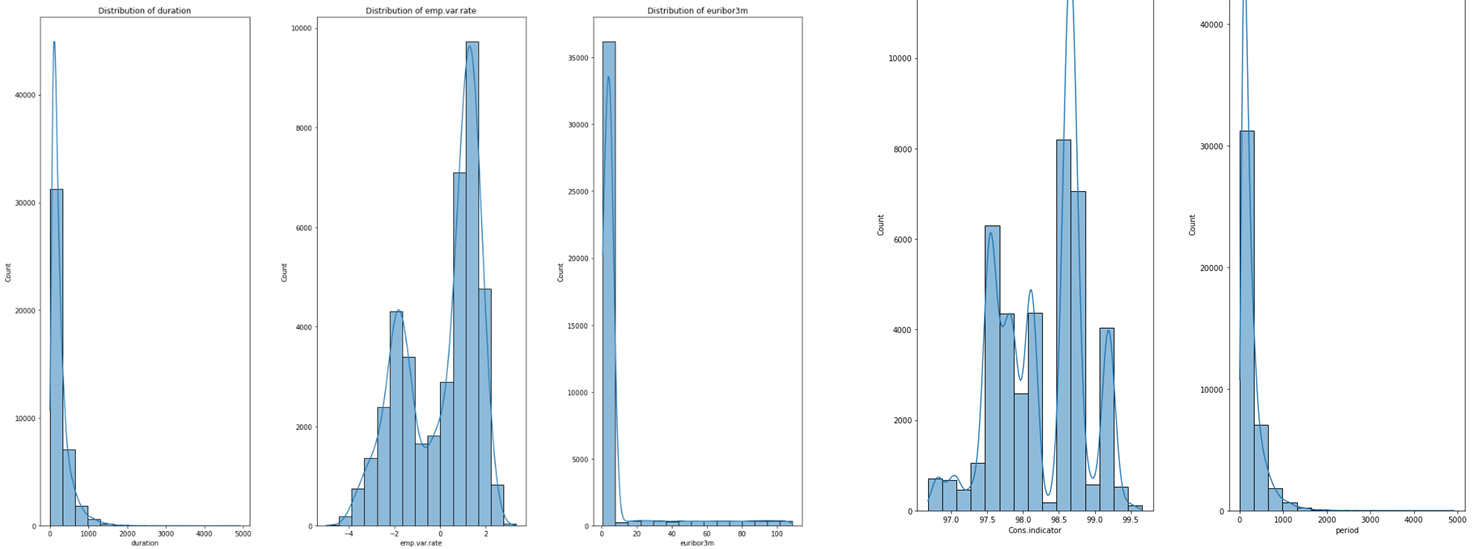 Distribution of duration
Count
40000
30000
20000
10000
0
0 1000 2000 3000 4000 5000
duration
Distribution of emp.var.rate
Count
10000
8000
6000
4000
2000
0
−4 −2 0 2
emp.var.rate
Distribution of euribor3m
Count
35000
30000
25000
20000
15000
10000
5000
0
0 20 40 60 80 100
euribor3m
Count
10000
8000
6000
4000
2000
0
97.0 97.5 98.0 98.5 99.0 99.5
Cons.indicator
Count
40000
30000
20000
10000
0
0 1000 2000 3000 4000 5000
period